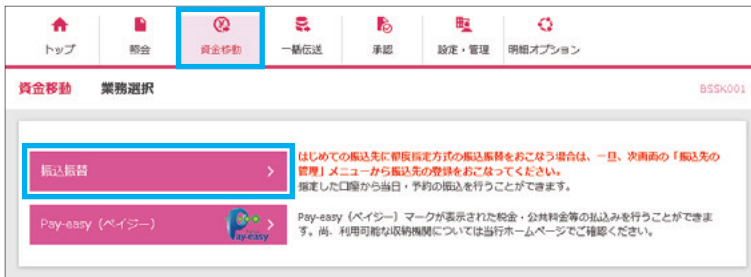 トップ
照会
資金移動
一括伝送
承認
設定・管理
明細オプション
資金移動 業務選択 BSSK001
振込振替
はじめての振込先に都度指定方式の振込振替をおこなう場合は、一旦、次画面の「振込先の
管理」メニューから振込先の登録をおこなってください。
指定した口座から当日・予約の振込を行うことができます。
Pay-easy（ペイジー）
Pay-easy
Pay-easy（ペイジー）マークが表示された税金・公共料金等の払込みを行うことができま
す。尚、利用可能な収納機関については当行ホームページでご確認ください。